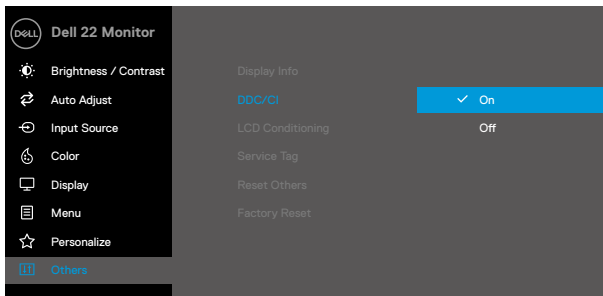 DELL
Dell 22 Monitor
Brightness / Contrast
Auto Adjust
Input Source
Color
Display
Menu
Personalize
Others
Display Info
DDC/CI
LCD Conditioning
Service Tag
Reset Others
Factory Reset
On
Off